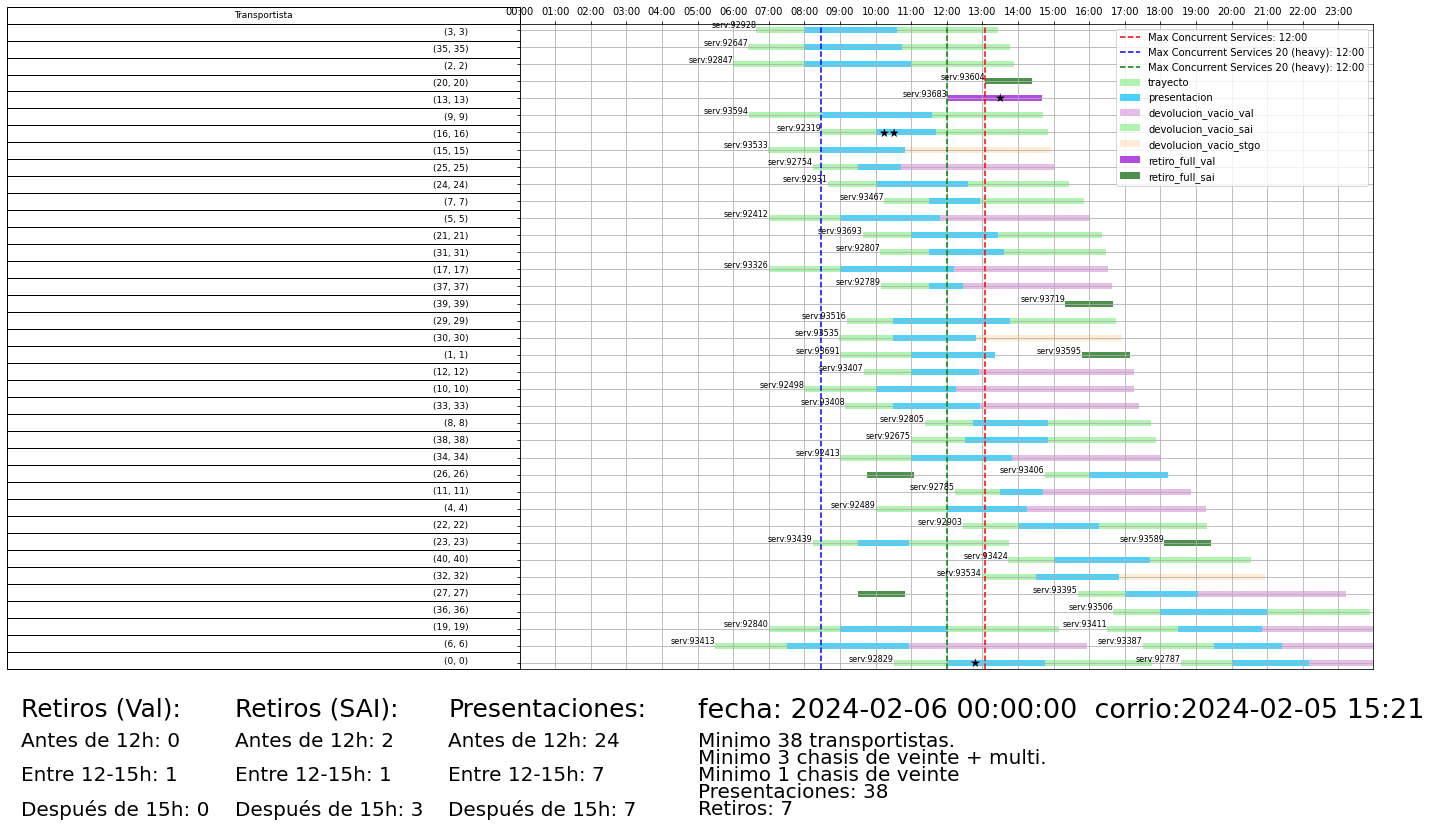 Transportista
00:00 01:00 02:00 03:00 04:00 05:00 06:00 07:00 08:00 09:00 10:00 11:00 12:00 13:00 14:00 15:00 16:00 17:00 18:00 19:00 20:00 21:00 22:00 23:00
(3, 3) serv:92928
(35, 35) serv:92647
(2, 2) serv:92847
(20, 20) serv:93604
(13, 13) serv:93683
(9, 9) serv:93594
(16, 16) serv:92319
(15, 15) serv:93533
(25, 25) serv:92754
(24, 24) serv:92931
(7, 7) serv:93467
(5, 5) serv:92412
(21, 21) serv:93693
(31, 31) serv:92807
(17, 17) serv:93326
(37, 37) serv:92789
(39, 39) serv:93719
(29, 29) serv:93516
(30, 30) serv:93535
(1, 1) serv:93691 serv:93595
(12, 12) serv:93407
(10, 10) serv:92498
(33, 33) serv:93408
(8, 8) serv:92805
(38, 38) serv:92675
(34, 34) serv:92413
(26, 26) serv:93406
(11, 11) serv:92785
(4, 4) serv:92489
(22, 22) serv:92903
(23, 23) serv:93439 serv:93589
(40, 40) serv:93424
(32, 32) serv:93534
(27, 27) serv:93395
(36, 36) serv:93506
(19, 19) serv:92840 serv:93411
(6, 6) serv:93413 serv:93387
(0, 0) serv:92829 serv:92787
Max Concurrent Services: 12:00
Max Concurrent Services 20 (heavy): 12:00
Max Concurrent Services 20 (heavy): 12:00
trayecto
presentacion
devolucion_vacio_val
devolucion_vacio_sai
devolucion_vacio_stgo
retiro_full_val
retiro_full_sai
Retiros (Val):
Antes de 12h: 0
Entre 12-15h: 1
Después de 15h: 0
Retiros (SAI):
Antes de 12h: 2
Entre 12-15h: 1
Después de 15h: 3
Presentaciones:
Antes de 12h: 24
Entre 12-15h: 7
Después de 15h: 7
fecha: 2024-02-06 00:00:00 corrio:2024-02-05 15:21
Minimo 38 transportistas.
Minimo 3 chasis de veinte + multi.
Minimo 1 chasis de veinte
Presentaciones: 38
Retiros: 7